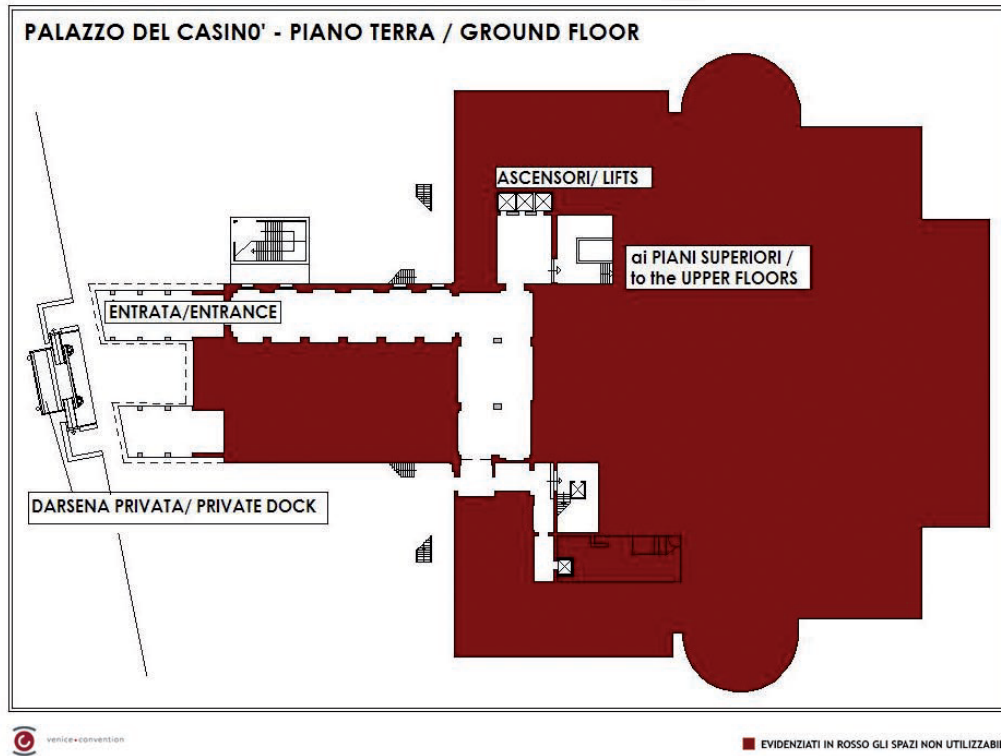 PALAZZO DEL CASINO' - PIANO TERRA / GROUND FLOOR
ASCENSORI/ LIFTS
ai PIANI SUPERIORI /
to the UPPER FLOORS
ENTRATA/ENTRANCE
DARSENA PRIVATA/ PRIVATE DOCK
venice•convention
EVIDENZIATI IN ROSSO GLI SPAZI NON UTILIZZABI